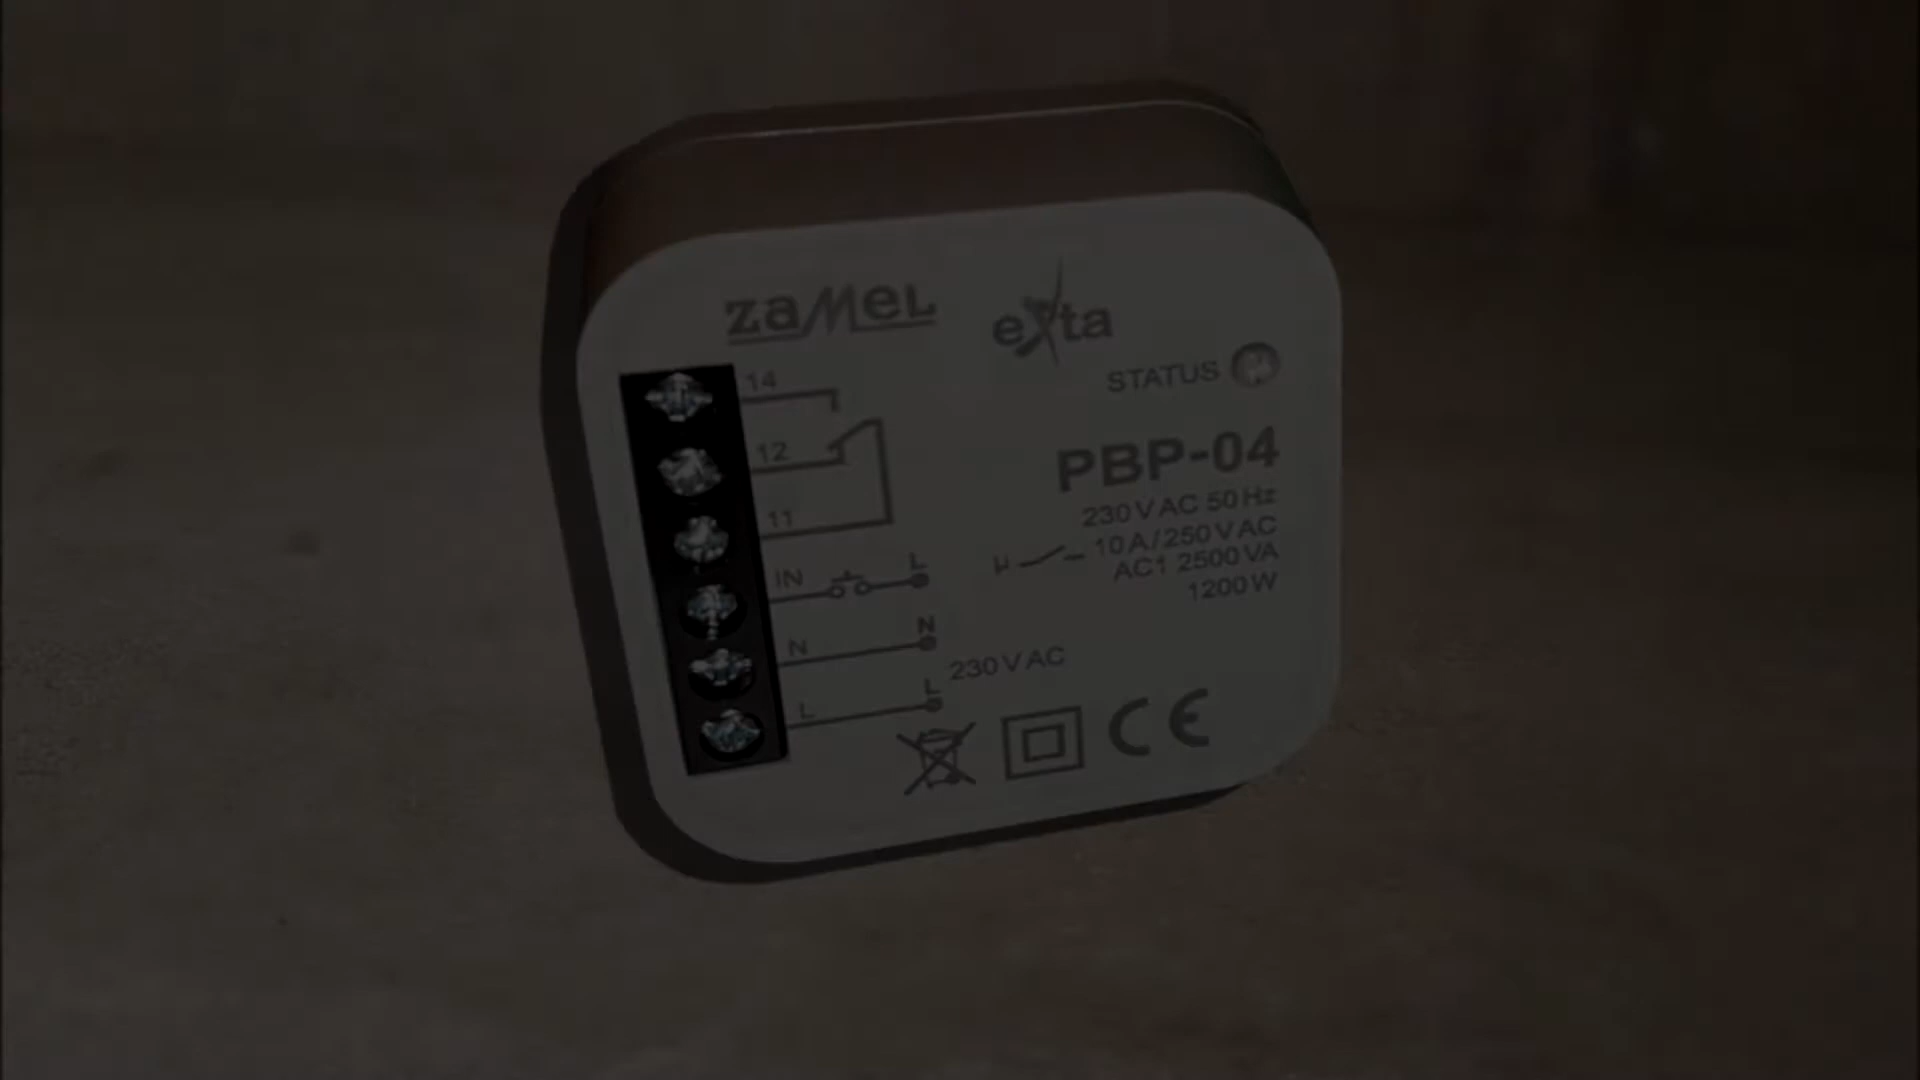 zaMeL
exta
STATUS
14
12
11
IN L
N N
L L
230 V AC
PBP-04
230 V AC 50 Hz
µ 10 A / 250 V AC
AC1 2500 VA
1200 W
CE